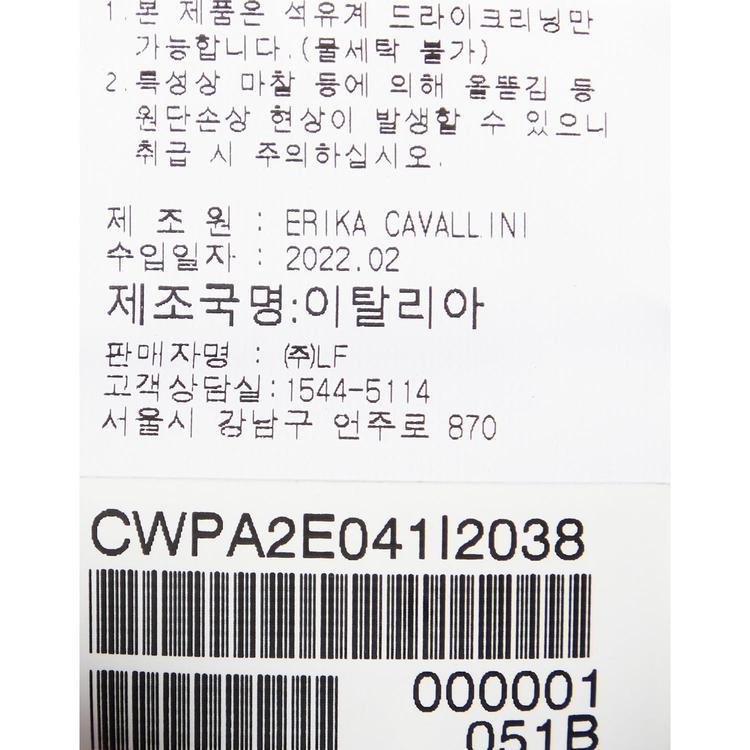 1.본 제품은 석유계 드라이크리닝만
가능합니다.(물세탁 불가)
2.특성상 마찰 등에 의해 올뜯김 등
원단손상 현상이 발생할 수 있으니
취급 시 주의하십시오.
제 조 원 : ERIKA CAVALLINI
수입일자 : 2022.02
제조국명:이탈리아
판매자명 : ㈜LF
고객상담실:1544-5114
서울시 강남구 언주로 870
CWPA2E041I2038
000001
051B